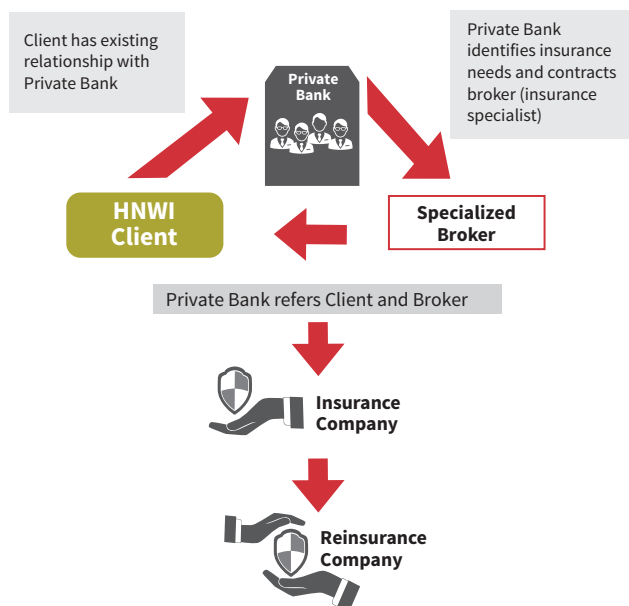 Client has existing
relationship with
Private Bank
Private
Bank
Private Bank
identifies insurance
needs and contracts
broker (insurance
specialist)
HNWI
Client
Specialized
Broker
Private Bank refers Client and Broker
Insurance
Company
Reinsurance
Company